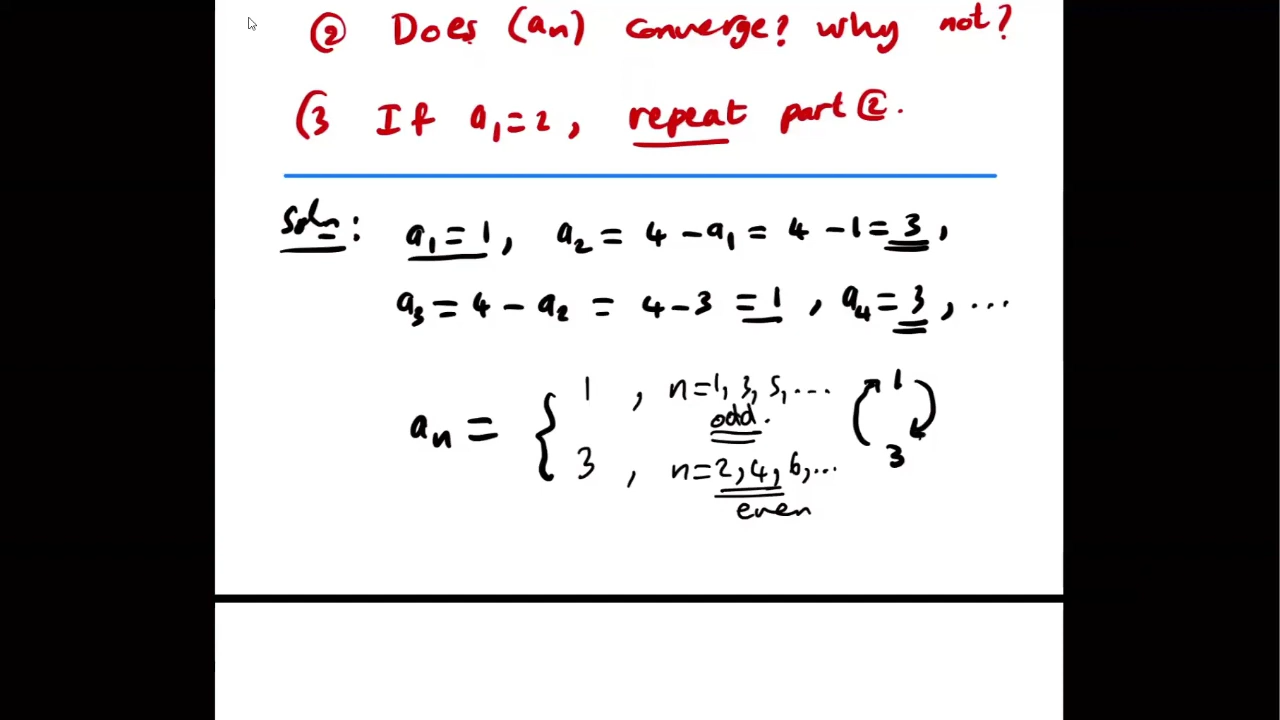 ② Does (aₙ) converge? why not?
(3 If a₁=2, repeat part ②.
Soln: a₁ = 1, a₂ = 4 - a₁ = 4 - 1 = 3,
a₃ = 4 - a₂ = 4 - 3 = 1, a₄ = 3, ...
aₙ = { 1, n=1, 3, 5, ... 1
odd.
3, n=2, 4, 6, ... 3
even